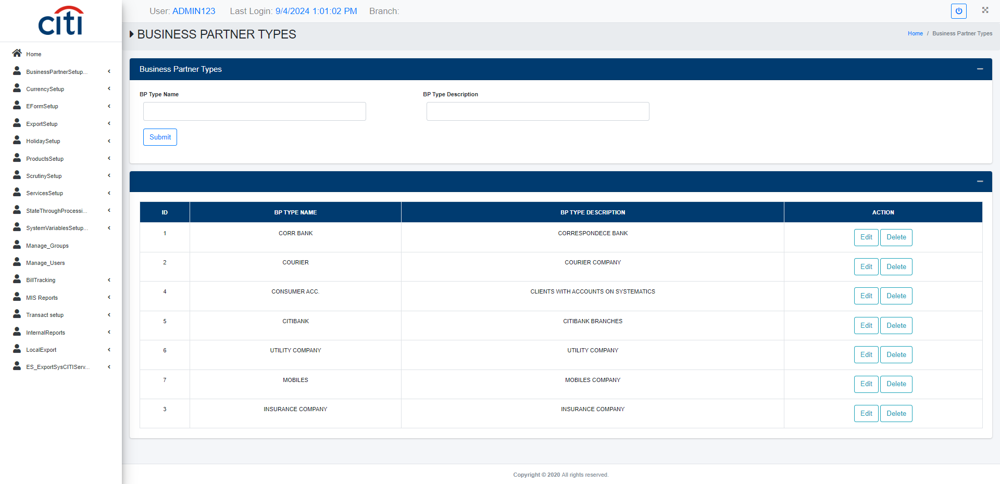 citi
User: ADMIN123 Last Login: 9/4/2024 1:01:02 PM Branch:
BUSINESS PARTNER TYPES
Home / Business Partner Types
Home
BusinessPartnerSetup...
CurrencySetup
EFormSetup
ExportSetup
HolidaySetup
ProductsSetup
ScrutinySetup
ServicesSetup
StateThroughProcessi...
SystemVariablesSetup...
Manage_Groups
Manage_Users
BillTracking
MIS Reports
Transact setup
InternalReports
LocalExport
ES_ExportSysCITIServ...
Business Partner Types
BP Type Name BP Type Description
Submit
ID BP TYPE NAME BP TYPE DESCRIPTION ACTION
1 CORR BANK CORRESPONDECE BANK Edit Delete
2 COURIER COURIER COMPANY Edit Delete
4 CONSUMER ACC. CLIENTS WITH ACCOUNTS ON SYSTEMATICS Edit Delete
5 CITIBANK CITIBANK BRANCHES Edit Delete
6 UTILITY COMPANY UTILITY COMPANY Edit Delete
7 MOBILES MOBILES COMPANY Edit Delete
3 INSURANCE COMPANY INSURANCE COMPANY Edit Delete
Copyright © 2020 All rights reserved.